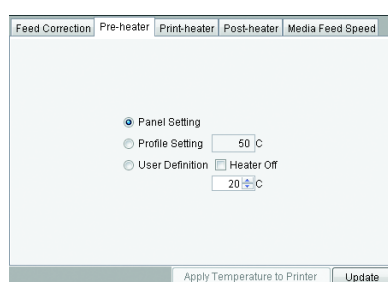 Feed Correction Pre-heater Print-heater Post-heater Media Feed Speed
Panel Setting
Profile Setting 50 C
User Definition Heater Off
20 C
Apply Temperature to Printer Update